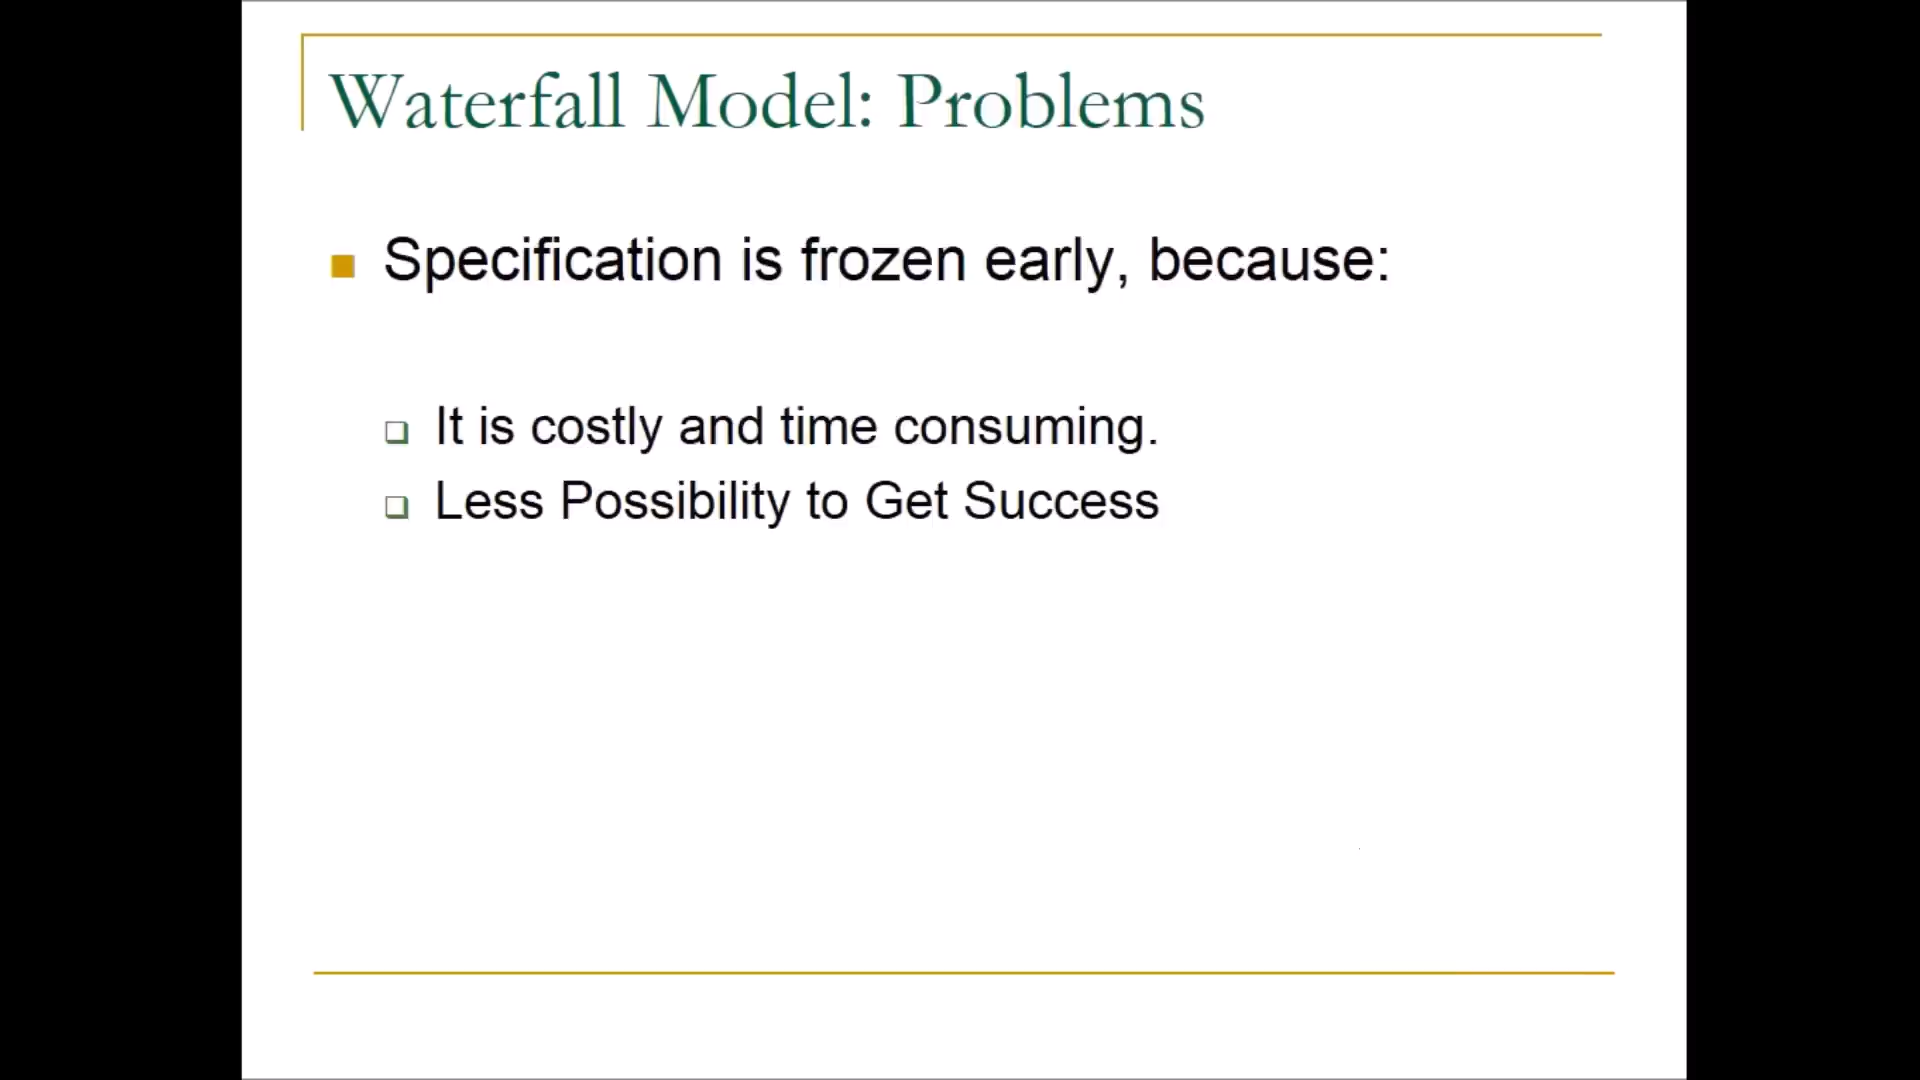 Waterfall Model: Problems
Specification is frozen early, because:
It is costly and time consuming.
Less Possibility to Get Success